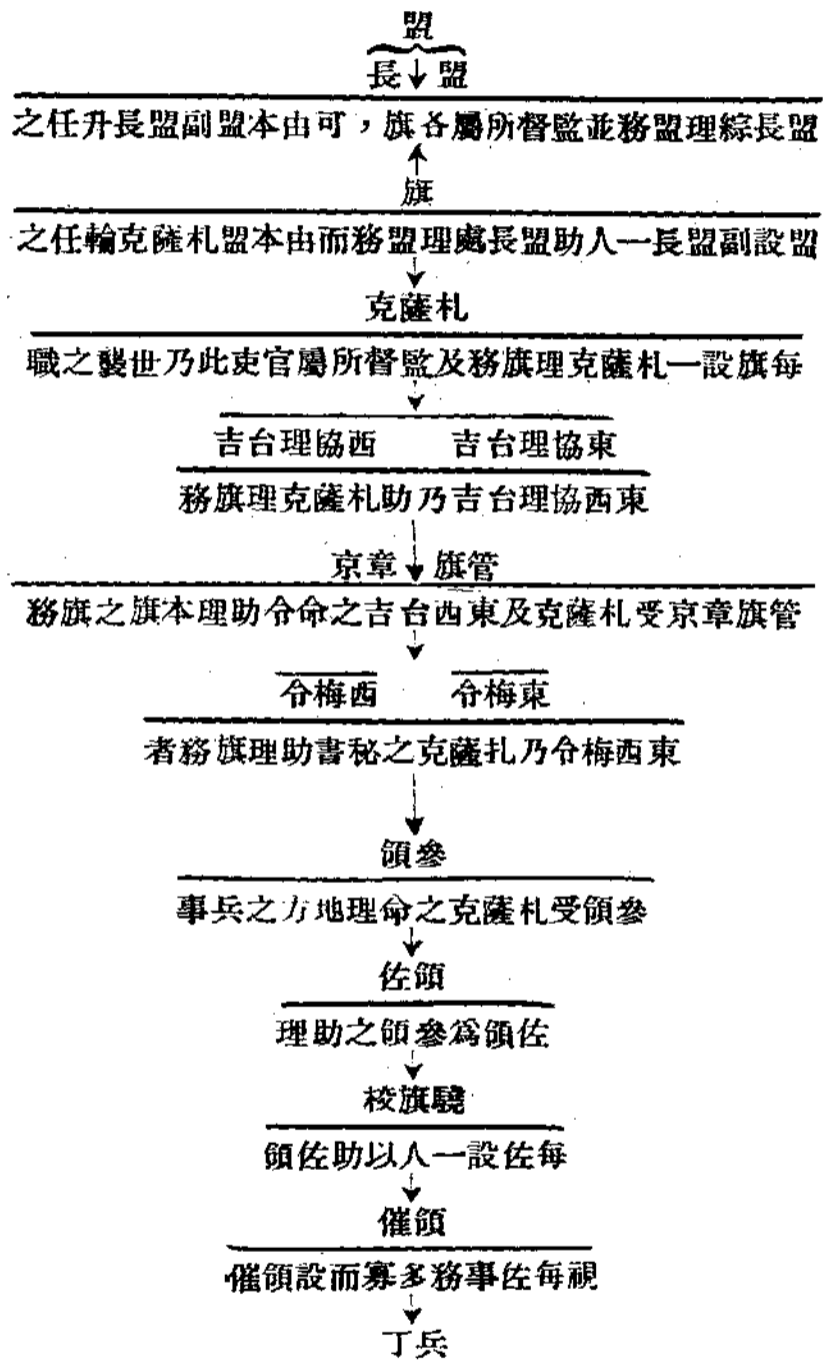 盟
盟長
盟長綜理盟務並監督所屬各旗，可由本盟副盟長升任之
旗
盟設副盟長一人助盟長處理盟務而由本盟札薩克輪任之
札薩克
每旗設一札薩克理旗務及監督所屬官吏此乃世襲之職
東協理台吉　西協理台吉
東西協理台吉乃助札薩克理旗務
管旗章京
管旗章京受札薩克及東西台吉之命令助理本旗之旗務
東梅令　西梅令
東西梅令乃扎薩克之秘書助理旗務者
參領
參領受札薩克之命理地方之兵事
佐領
佐領爲參領之助理
驍旗校
每佐設一人以助佐領
領催
視每佐事務多寡而設領催
兵丁